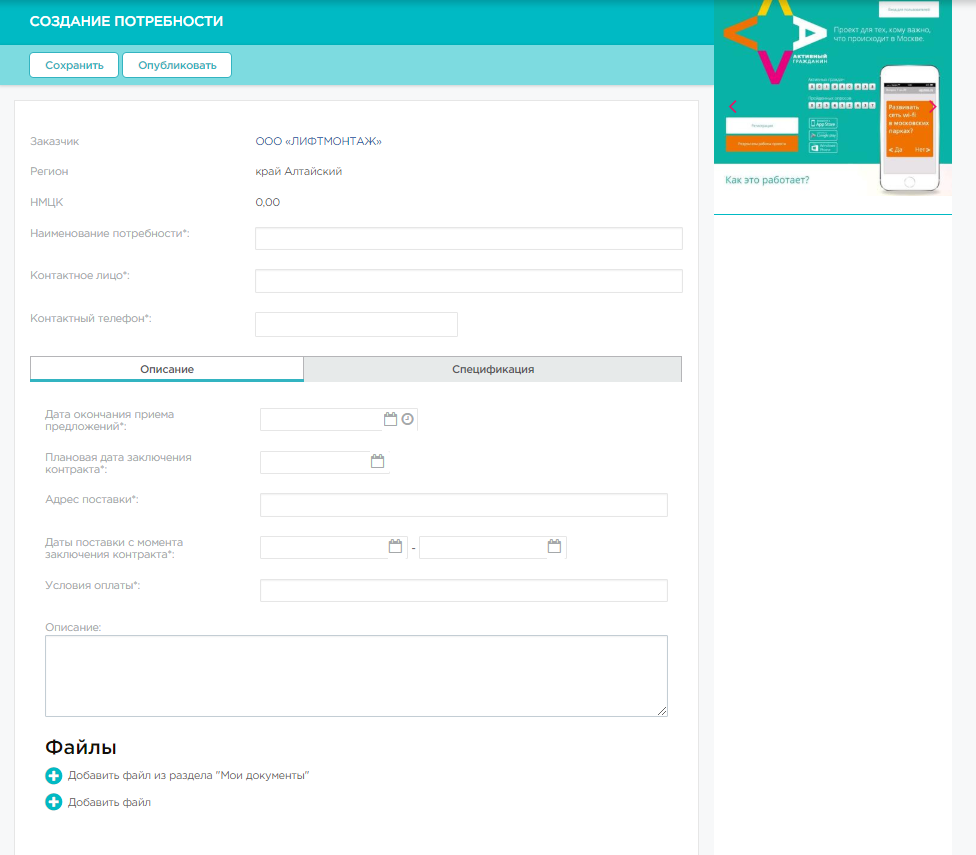 СОЗДАНИЕ ПОТРЕБНОСТИ
Сохранить
Опубликовать
Заказчик
ООО «ЛИФТМОНТАЖ»
Регион
край Алтайский
НМЦК
0,00
Наименование потребности*:
Контактное лицо*:
Контактный телефон*:
Описание
Спецификация
Дата окончания приема
предложений*:
Плановая дата заключения
контракта*:
Адрес поставки*:
Даты поставки с момента
заключения контракта*:
-
Условия оплаты*:
Описание:
Файлы
Добавить файл из раздела "Мои документы"
Добавить файл
Проект для тех, кому важно,
что происходит в Москве.
АКТИВНЫЙ
ГРАЖДАНИН
App Store
Развивать
сеть wi-fi
в московских
парках?
< Да
Нет >
Как это работает?